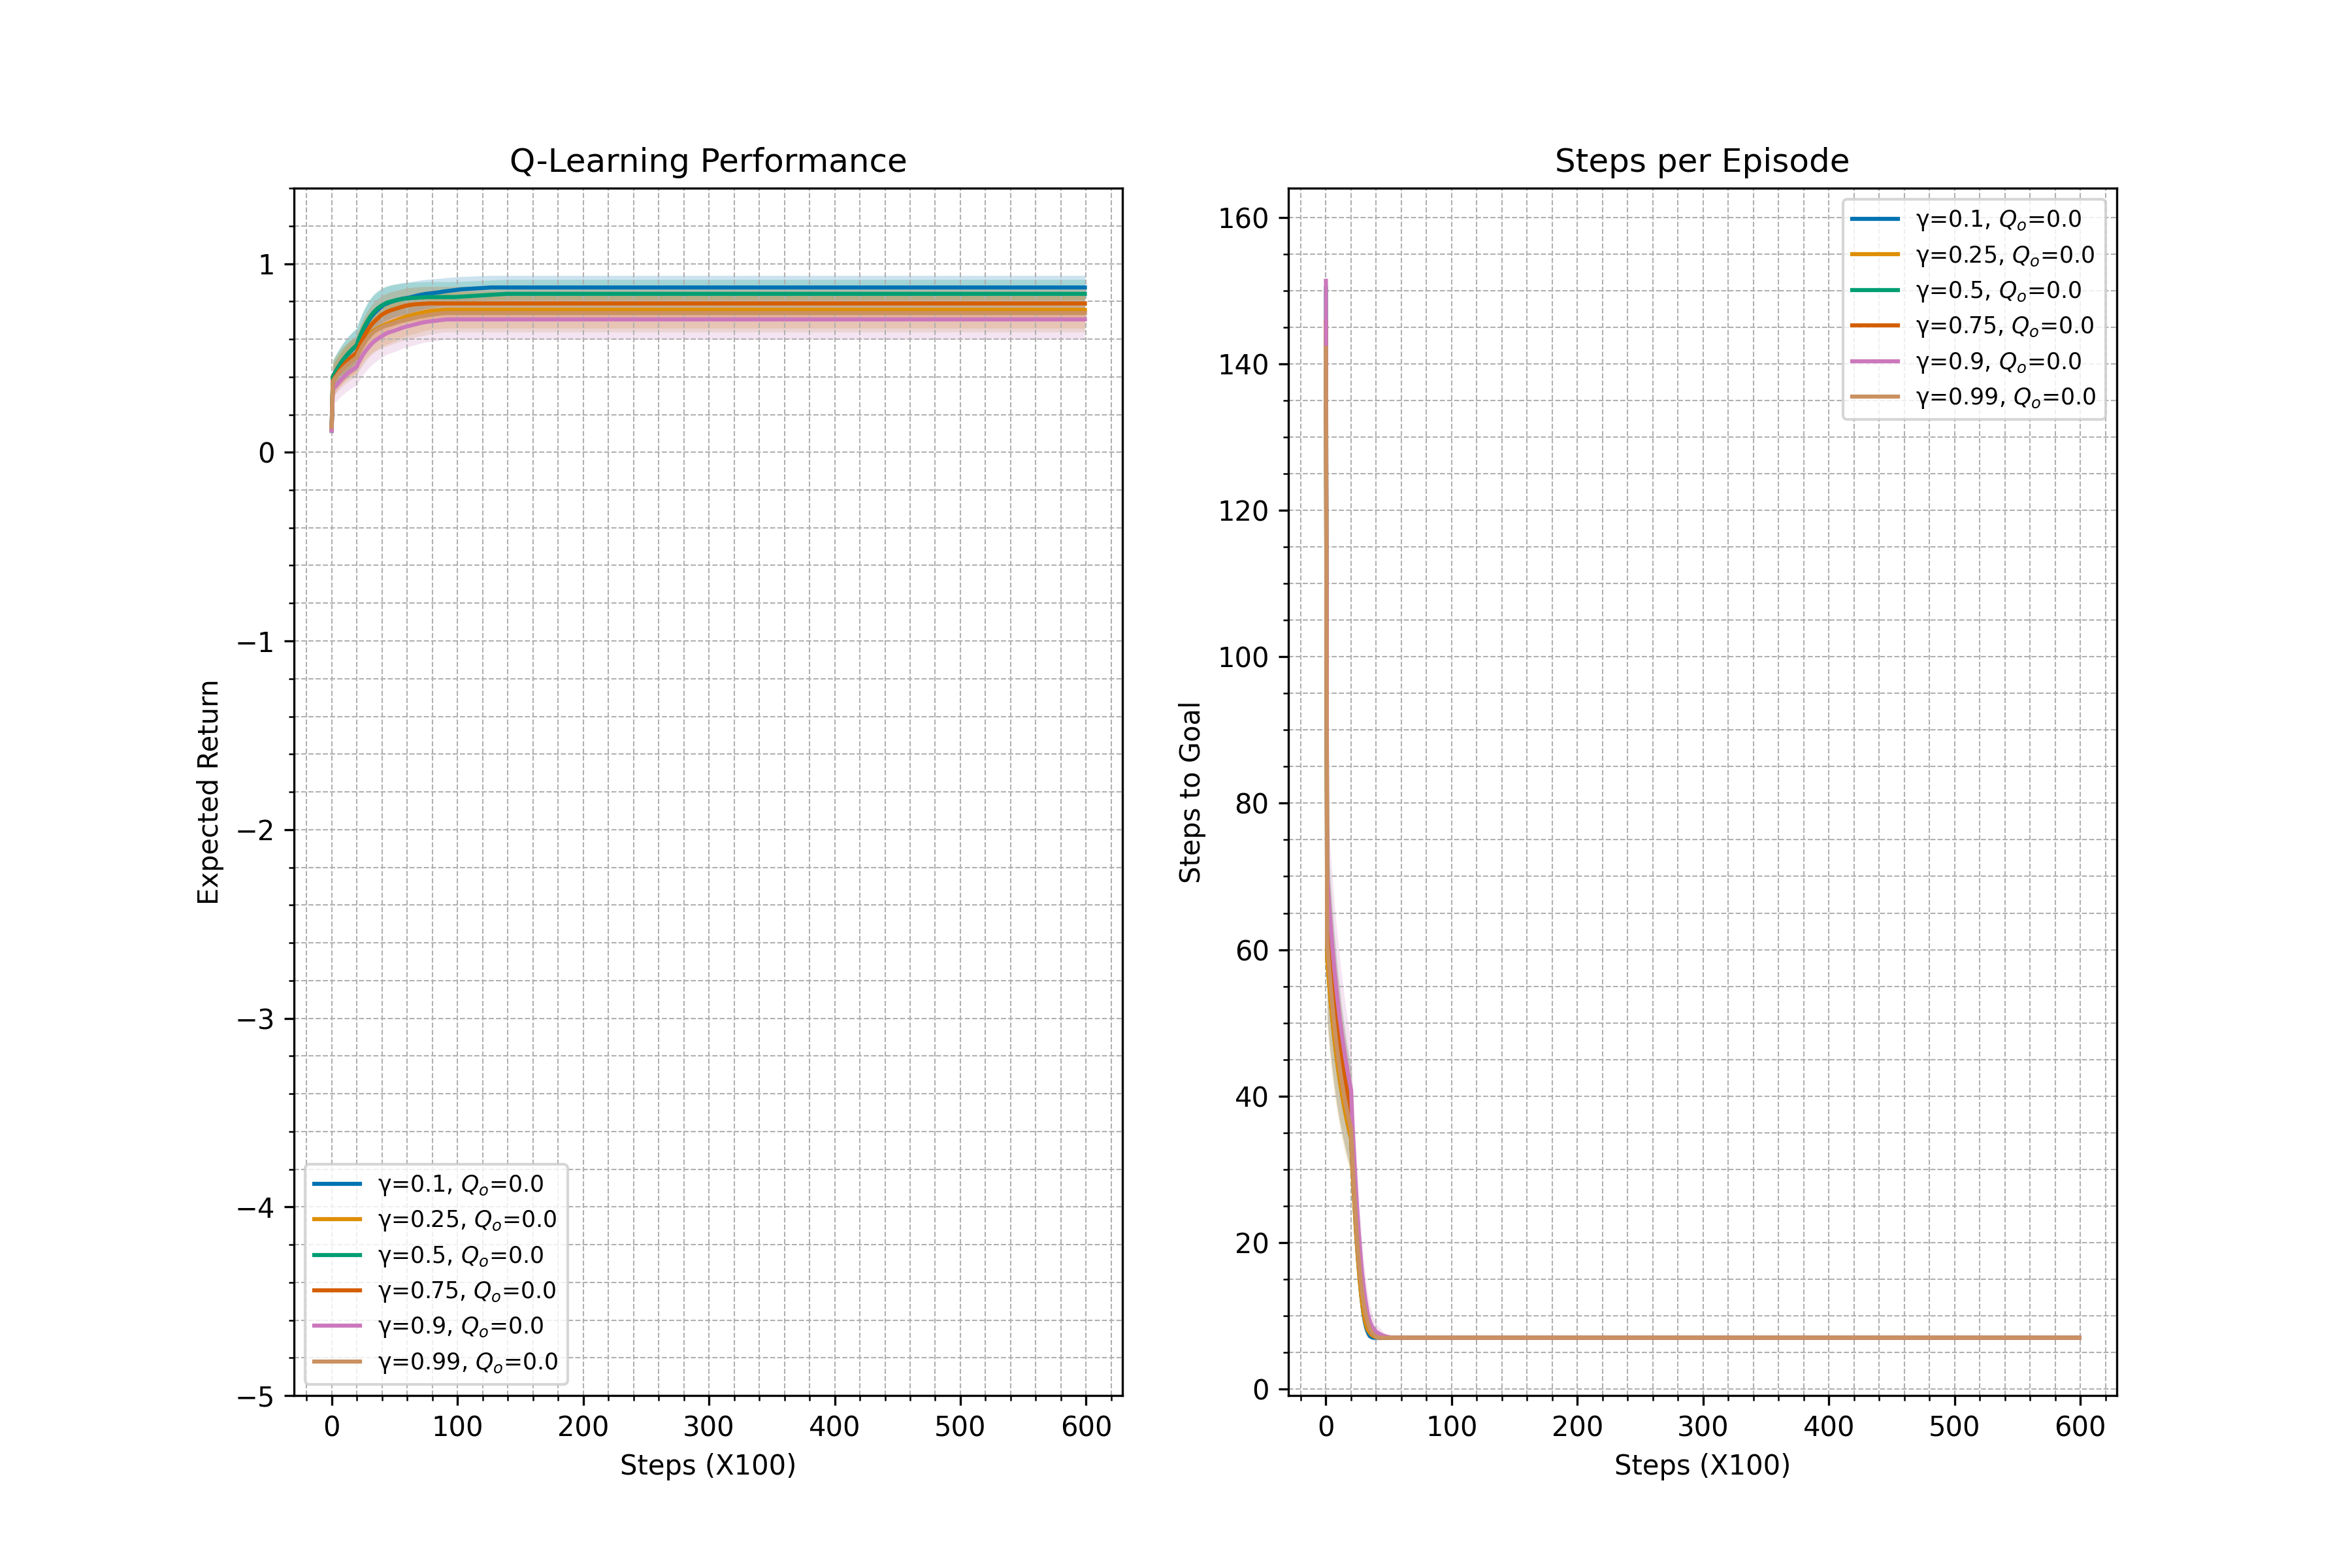 Q-Learning Performance
Expected Return
1
0
−1
−2
−3
−4
−5
γ=0.1, Qₒ=0.0
γ=0.25, Qₒ=0.0
γ=0.5, Qₒ=0.0
γ=0.75, Qₒ=0.0
γ=0.9, Qₒ=0.0
γ=0.99, Qₒ=0.0
0 100 200 300 400 500 600
Steps (X100)
Steps per Episode
Steps to Goal
160
140
120
100
80
60
40
20
0
γ=0.1, Qₒ=0.0
γ=0.25, Qₒ=0.0
γ=0.5, Qₒ=0.0
γ=0.75, Qₒ=0.0
γ=0.9, Qₒ=0.0
γ=0.99, Qₒ=0.0
0 100 200 300 400 500 600
Steps (X100)